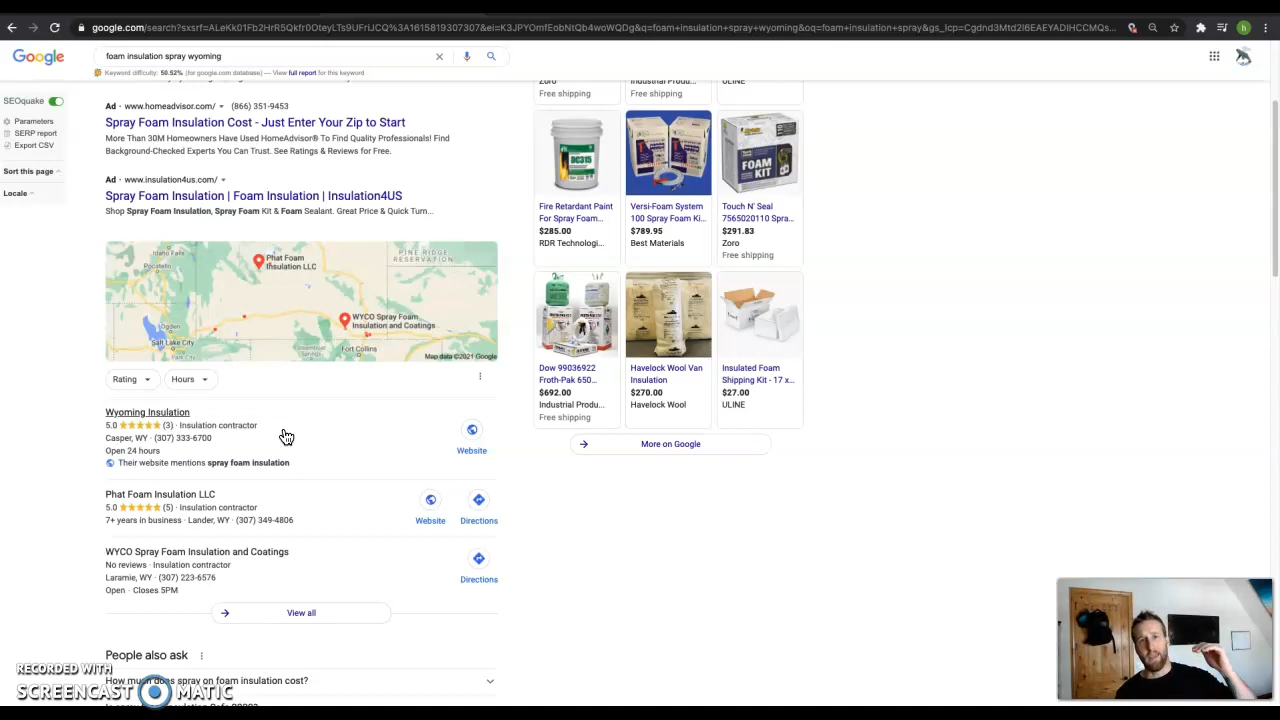 google.com/search?sxsrf=ALeKk01Fb2HrR5Qkfr0OteyLTs9UFriJCQ%3A1615819307307&ei=K3JPYOmfEobNtQb4woWQDg&q=foam+insulation+spray+wyoming&oq=foam+insulation+spray&gs_lcp=Cgdnd3Mtd2l6EAEYADIHCCMQs...
h
Google
foam insulation spray wyoming
Keyword difficulty: 50.52% (for google.com database) — View full report for this keyword
SEOquake
Parameters
SERP report
Export CSV
Sort this page
Locale
Ad · www.homeadvisor.com/ (866) 351-9453
Spray Foam Insulation Cost - Just Enter Your Zip to Start
More Than 30M Homeowners Have Used HomeAdvisor® To Find Quality Professionals! Find
Background-Checked Experts You Can Trust. See Ratings & Reviews for Free.
Ad · www.insulation4us.com/
Spray Foam Insulation | Foam Insulation | Insulation4US
Shop Spray Foam Insulation, Spray Foam Kit & Foam Sealant. Great Price & Quick Turn...
Idaho Falls
Pocatello
Phat Foam
Insulation LLC
PINE RIDGE
RESERVATION
Ogden
Salt Lake City
Park City
WYCO Spray Foam
Insulation and Coatings
Steamboat
Springs
Fort Collins
Map data ©2021 Google
Rating
Hours
Wyoming Insulation
5.0 (3) · Insulation contractor
Casper, WY · (307) 333-6700
Open 24 hours
Their website mentions spray foam insulation
Website
Phat Foam Insulation LLC
5.0 (5) · Insulation contractor
7+ years in business · Lander, WY · (307) 349-4806
Website
Directions
WYCO Spray Foam Insulation and Coatings
No reviews · Insulation contractor
Laramie, WY · (307) 223-6576
Open · Closes 5PM
Directions
View all
People also ask
How much does spray on foam insulation cost?
Zoro
Free shipping
Industrial Produ...
Free shipping
ULINE
DC315
FOAM
KIT
Fire Retardant Paint
For Spray Foam...
$285.00
RDR Technologi...
Versi-Foam System
100 Spray Foam Ki...
$789.95
Best Materials
Touch N' Seal
7565020110 Spra...
$291.83
Zoro
Free shipping
Dow 99036922
Froth-Pak 650...
$692.00
Industrial Produ...
Free shipping
Havelock Wool Van
Insulation
$270.00
Havelock Wool
Insulated Foam
Shipping Kit - 17 x...
$27.00
ULINE
More on Google
RECORDED WITH
SCREENCAST MATIC